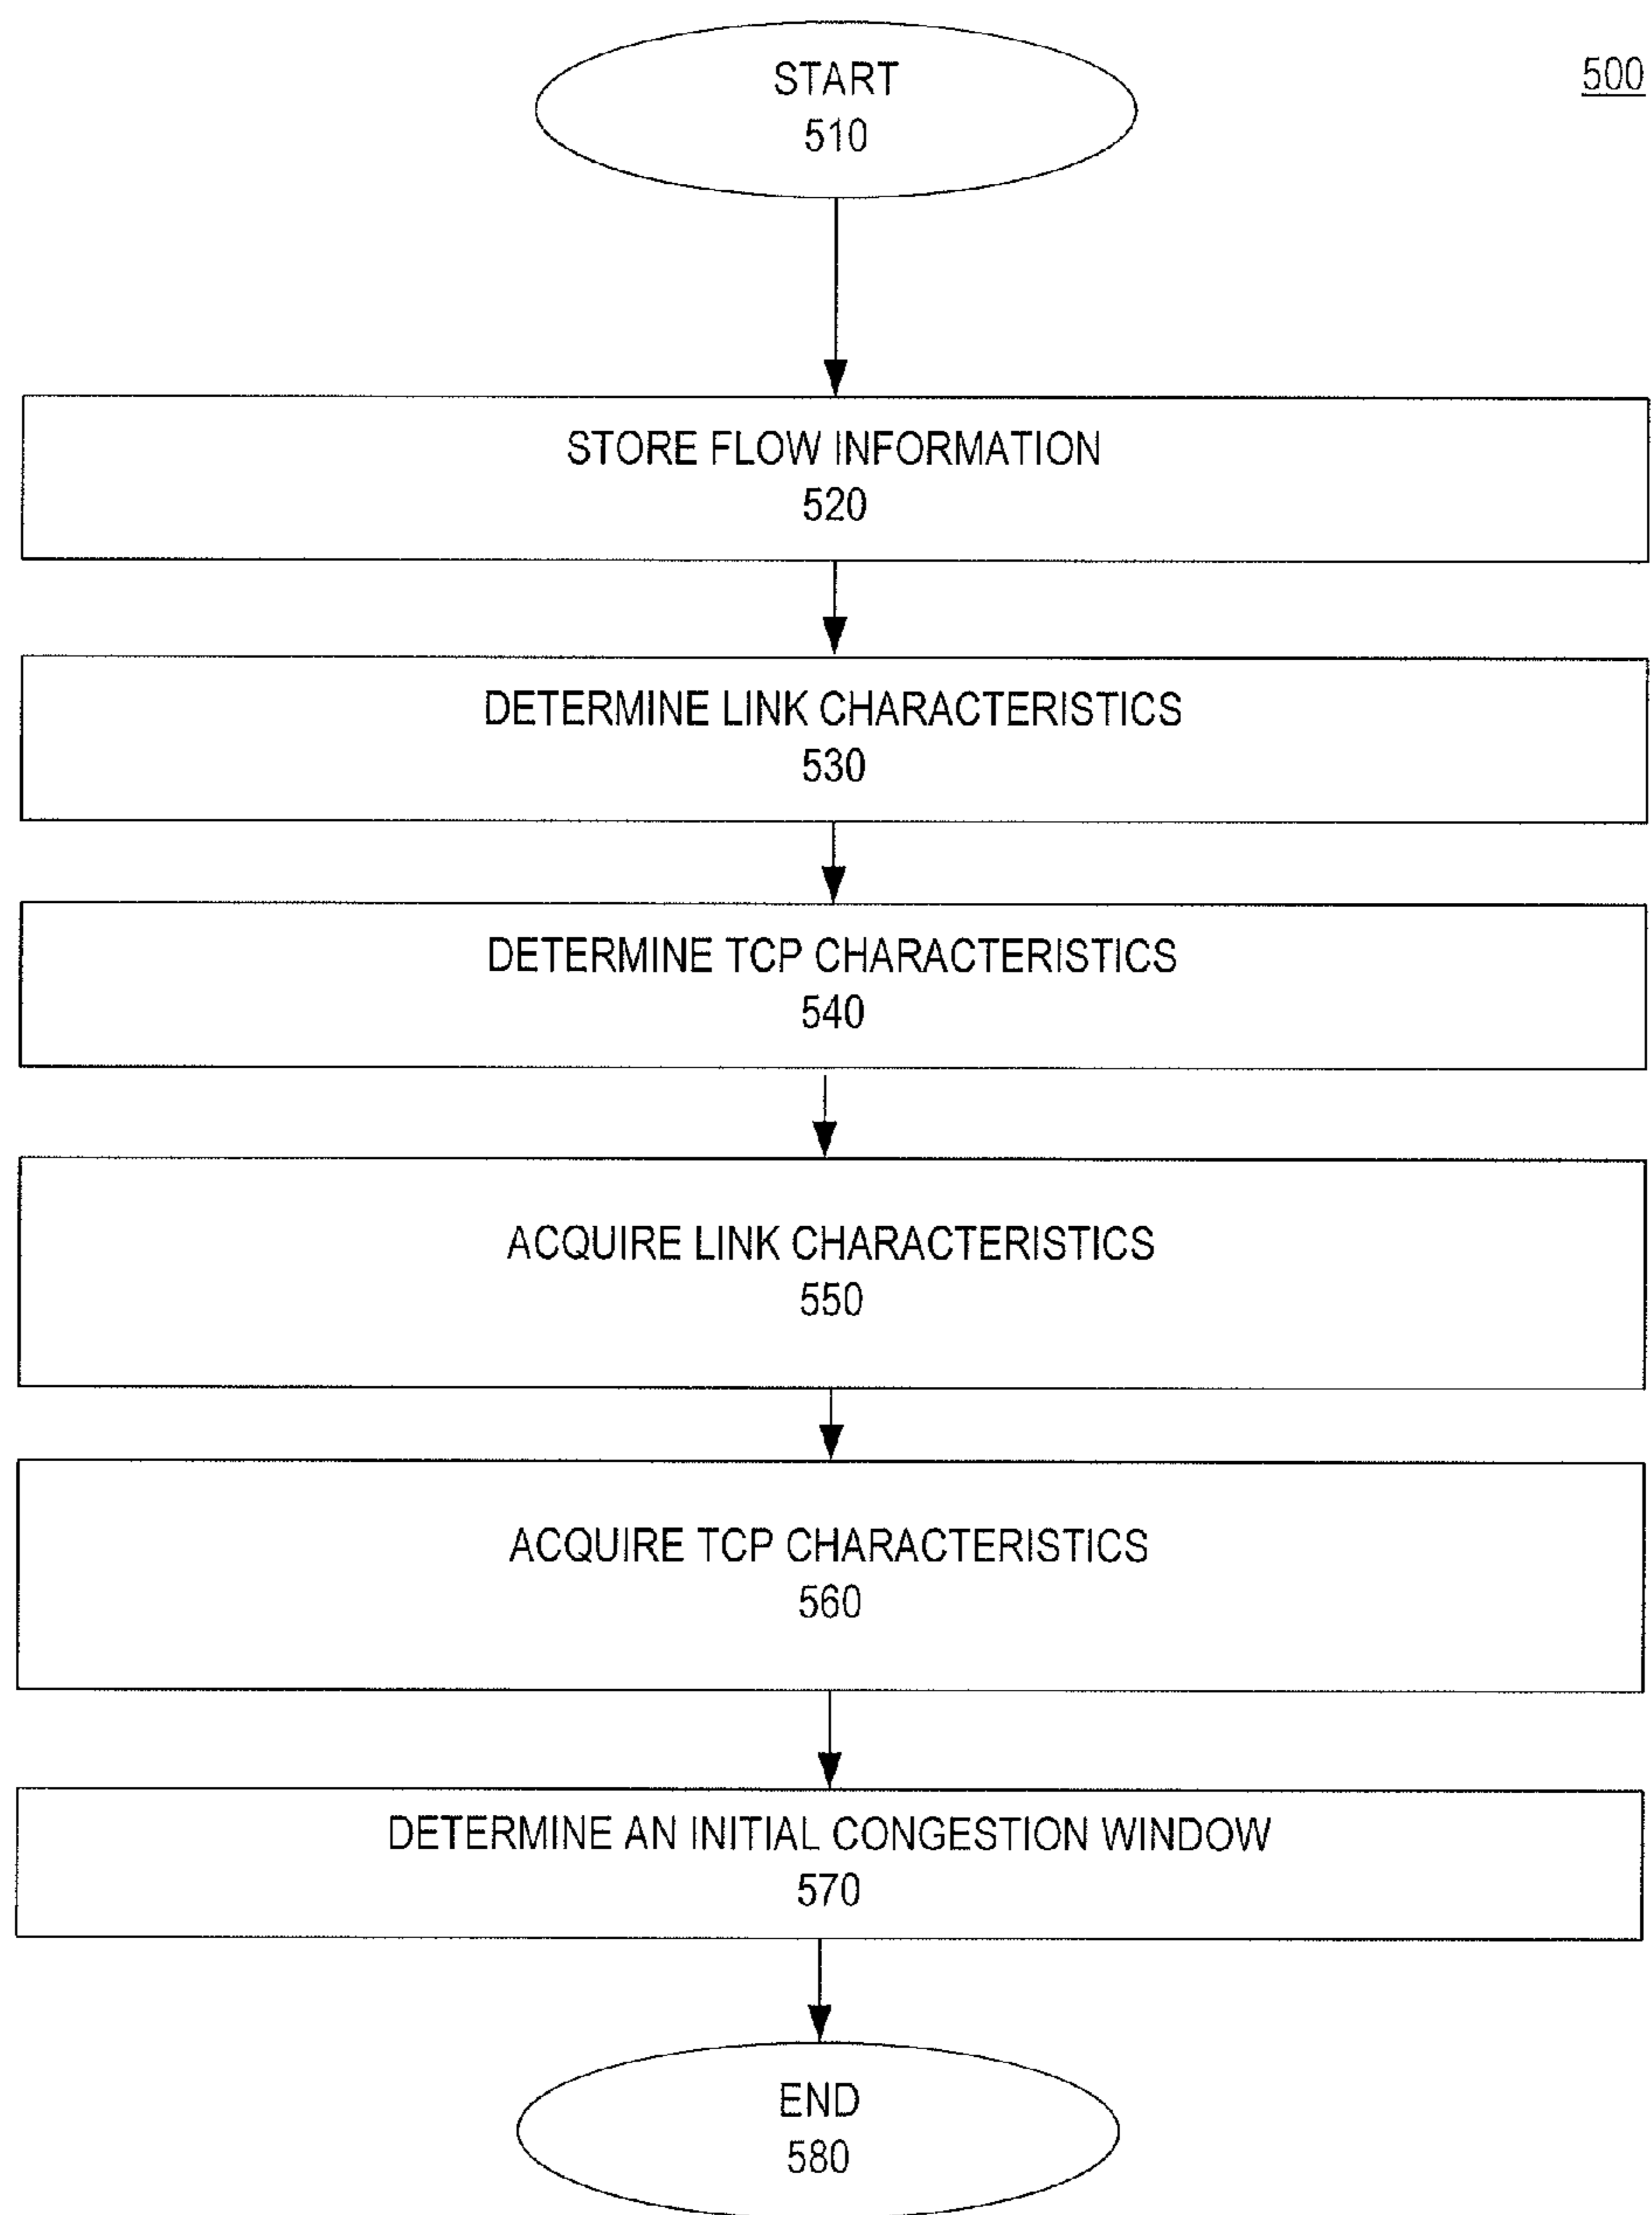 START
510
500
STORE FLOW INFORMATION
520
DETERMINE LINK CHARACTERISTICS
530
DETERMINE TCP CHARACTERISTICS
540
ACQUIRE LINK CHARACTERISTICS
550
ACQUIRE TCP CHARACTERISTICS
560
DETERMINE AN INITIAL CONGESTION WINDOW
570
END
580